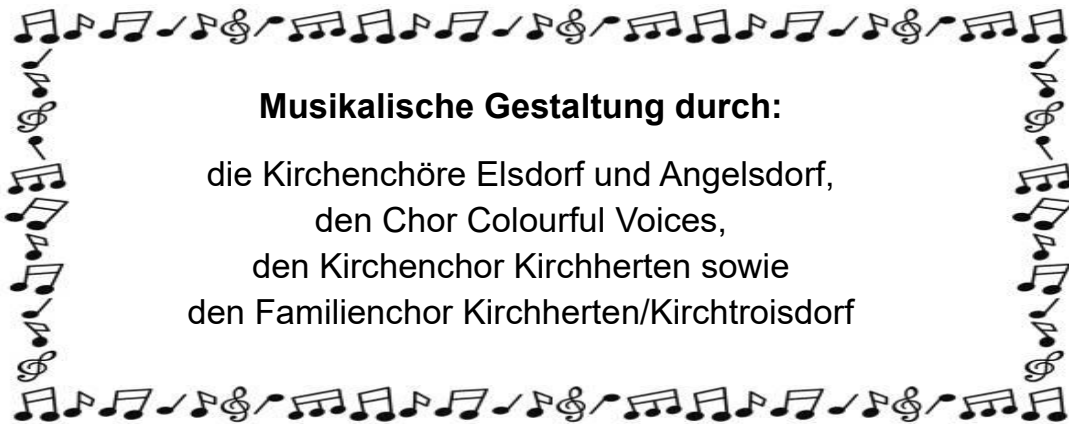 Musikalische Gestaltung durch:
die Kirchenchöre Elsdorf und Angelsdorf,
den Chor Colourful Voices,
den Kirchenchor Kirchherten sowie
den Familienchor Kirchherten/Kirchtroisdorf